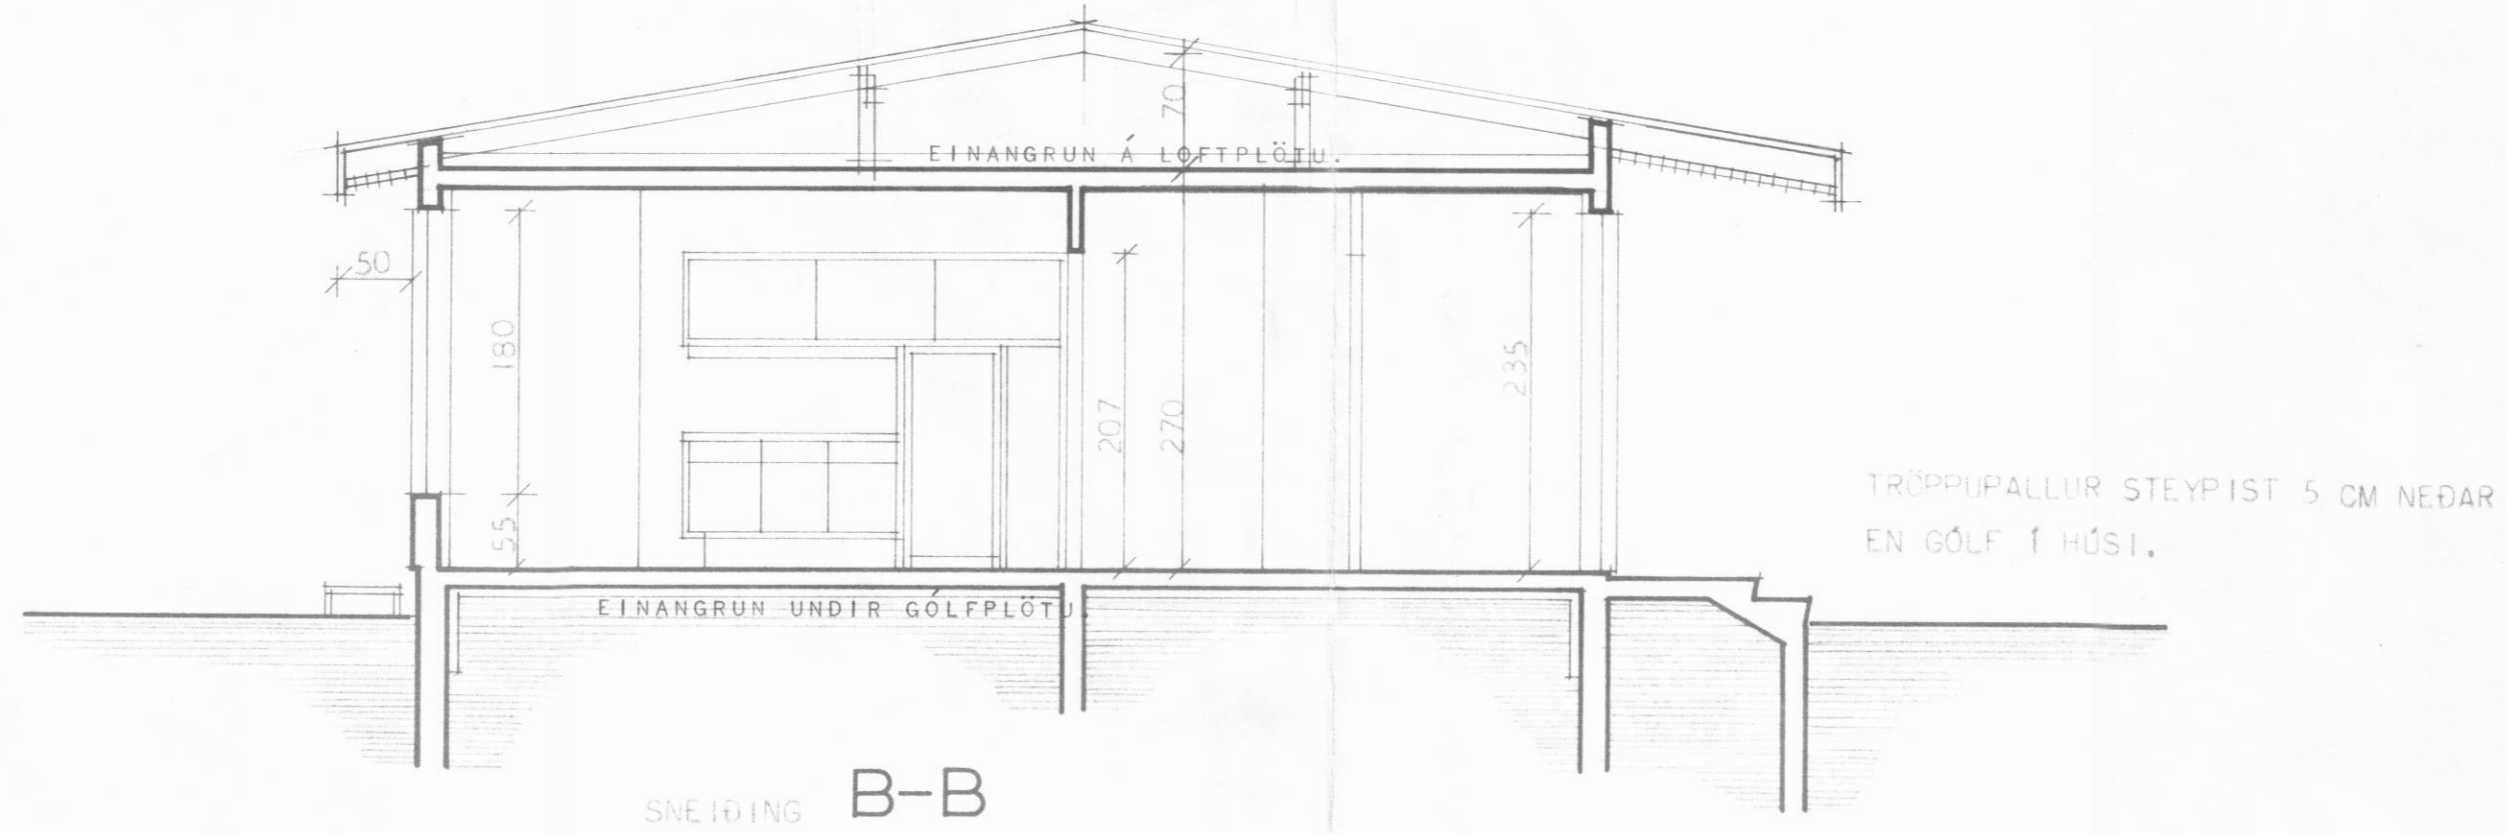 70
EINANGRUN Á LOFTPLÖTU.
50
180
235
207
270
TRÖPPUPALLUR STEYPIST 5 CM NEÐAR
EN GÓLF Í HÚSI.
55
EINANGRUN UNDIR GÓLFPLÖTU.
SNEIÐING B-B